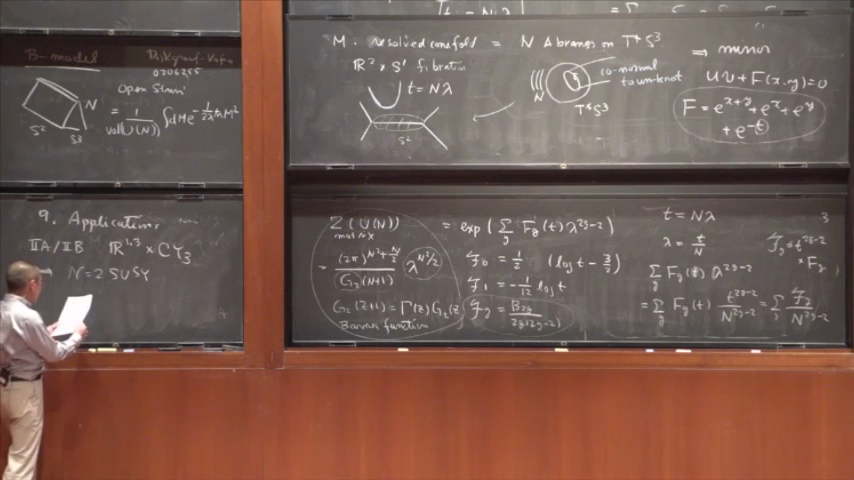 B-model Dijkgraaf-Vafa
0206255
Open String
N
= 1/vol(U(N)) ∫dM e^{-1/2λ tr M²}
S²
S³
9. Applications
IIA/IIB ℝ^{1,3} × CY₃
⇒ N=2 SUSY
M. resolved conifold = N A branes on T*S³
ℝ² × S¹ fibration
t = Nλ
S²
N
co-normal
to unknot
T*S³
⇒ mirror
uv + F(x,y) = 0
F = e^{x+y} + e^x + e^y
+ e^{-t}
Z(U(N)) = exp(Σ_g F_g(t) λ^{2g-2})
= (2π)^{N²+N/2} / G₂(N+1) λ^{N²/2}
G₂(z+1) = Γ(z) G₂(z)
Barnes function
F₀ = 1/2 (log t - 3/2)
F₁ = -1/12 log t
F_g = B_{2g} / 2g(2g-2)
t = Nλ
3
λ = t/N
F_g = t^{2g-2}
× F_g
Σ_g F_g(t) λ^{2g-2}
= Σ_g F_g(t) t^{2g-2}/N^{2g-2} = Σ_g F_g/N^{2g-2}